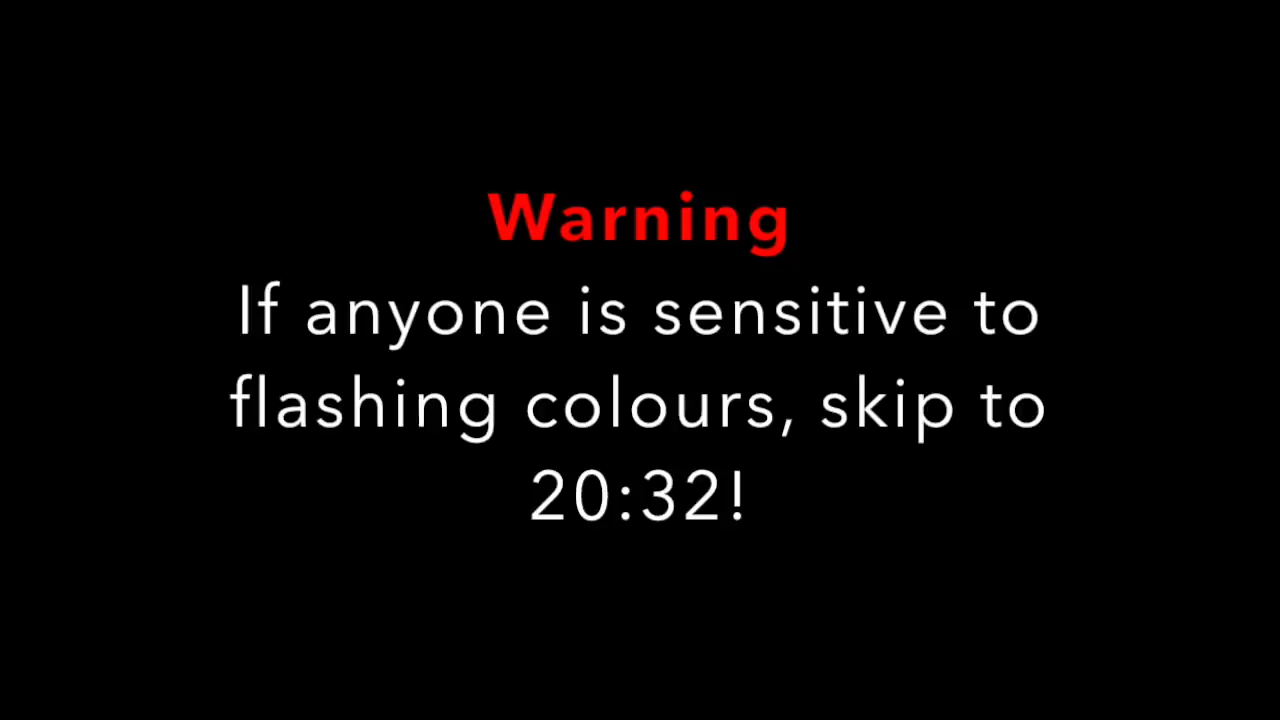 Warning
If anyone is sensitive to
flashing colours, skip to
20:32!